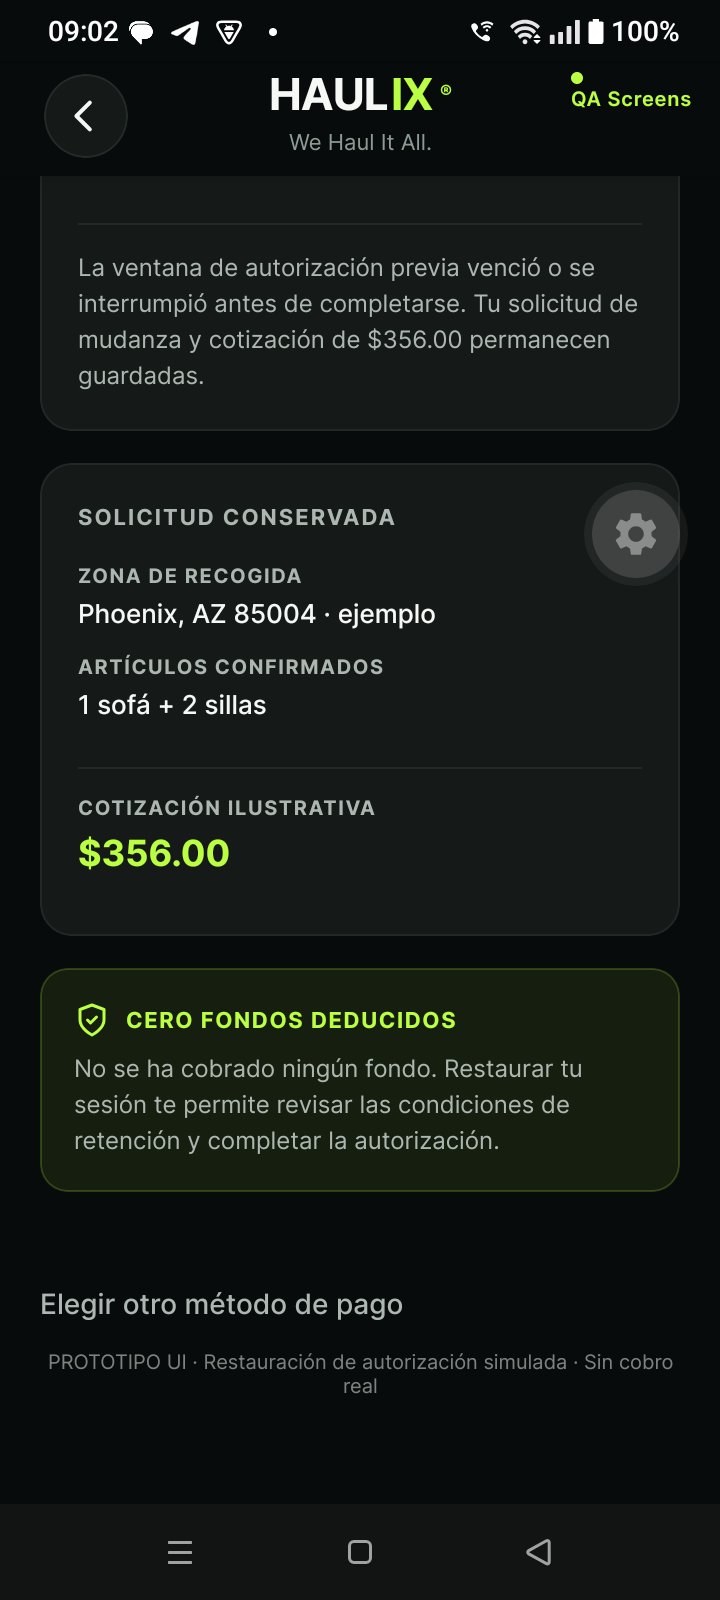 09:02
100%
HAULIX ®
QA Screens
We Haul It All.
La ventana de autorización previa venció o se
interrumpió antes de completarse. Tu solicitud de
mudanza y cotización de $356.00 permanecen
guardadas.
SOLICITUD CONSERVADA
ZONA DE RECOGIDA
Phoenix, AZ 85004 · ejemplo
ARTÍCULOS CONFIRMADOS
1 sofá + 2 sillas
COTIZACIÓN ILUSTRATIVA
$356.00
CERO FONDOS DEDUCIDOS
No se ha cobrado ningún fondo. Restaurar tu
sesión te permite revisar las condiciones de
retención y completar la autorización.
Elegir otro método de pago
PROTOTIPO UI · Restauración de autorización simulada · Sin cobro
real